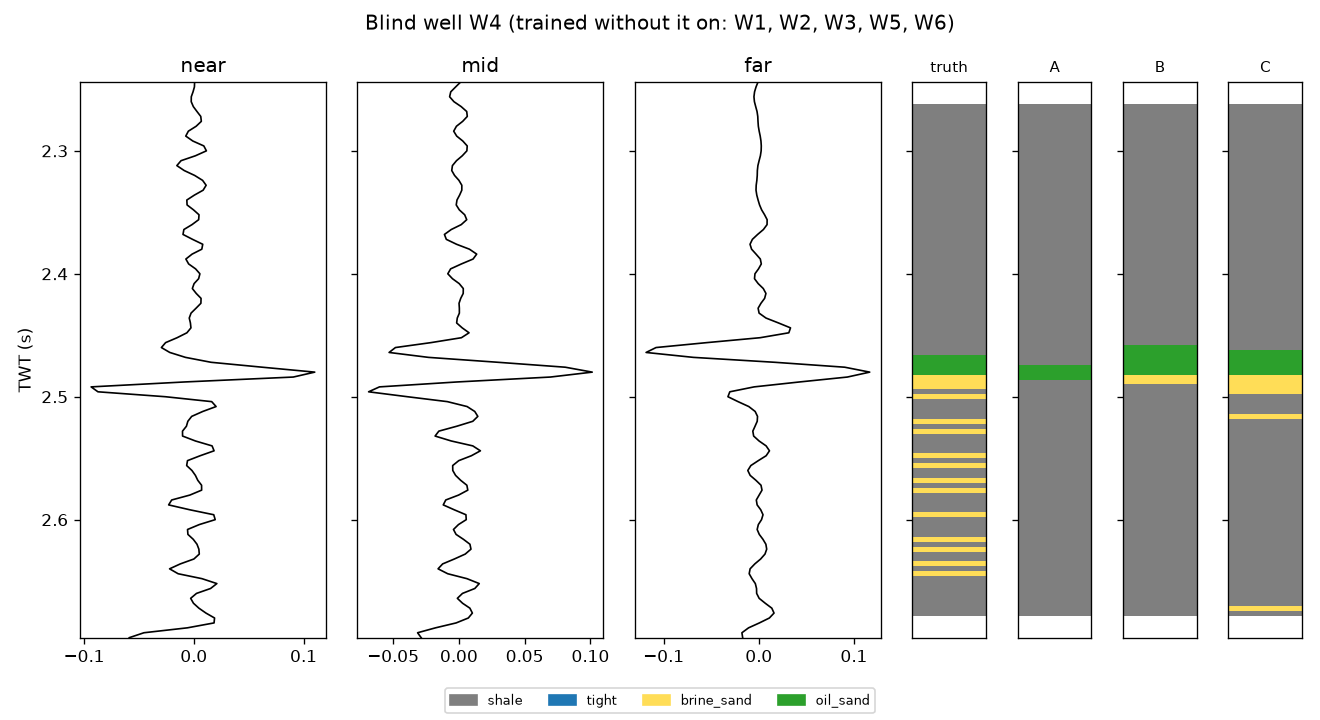 Blind well W4 (trained without it on: W1, W2, W3, W5, W6)
near
mid
far
truth
A
B
C
TWT (s)
2.3
2.4
2.5
2.6
−0.1
0.0
0.1
−0.05
0.00
0.05
0.10
−0.1
0.0
0.1
shale
tight
brine_sand
oil_sand